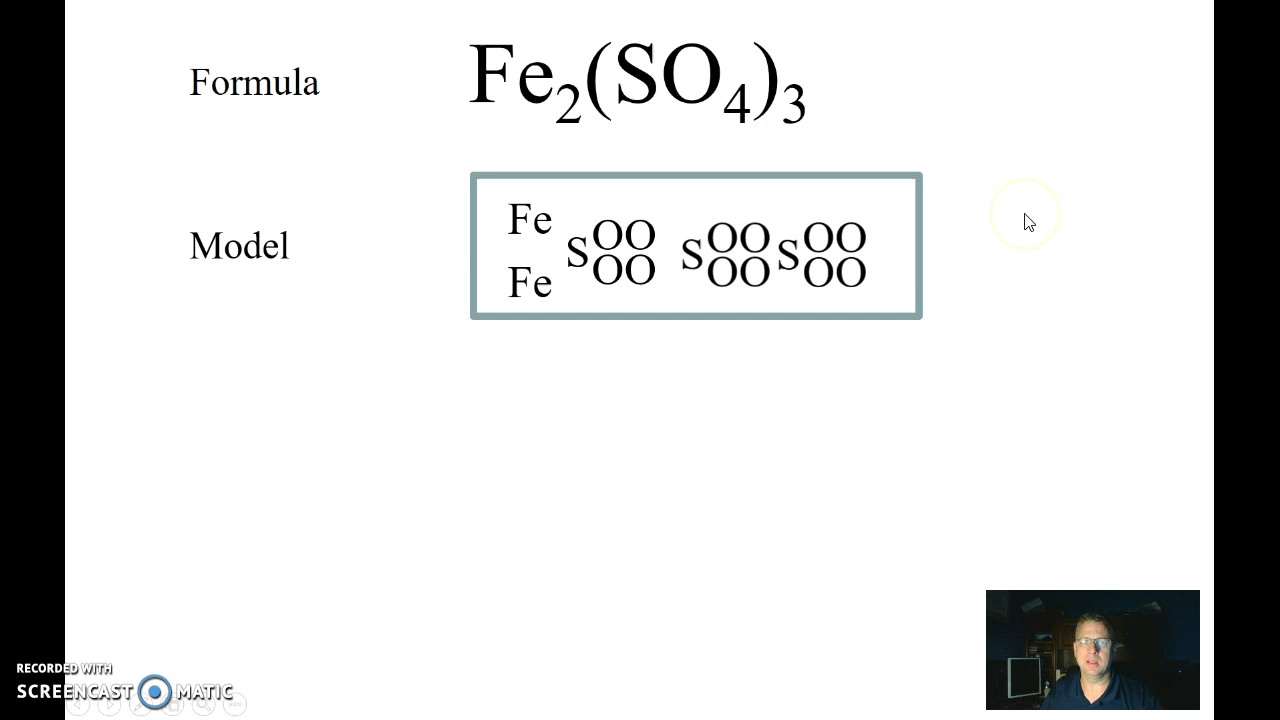 Formula
Fe₂(SO₄)₃
Model
Fe
Fe
S OO
OO
S OO
OO
S OO
OO
RECORDED WITH
SCREENCAST MATIC